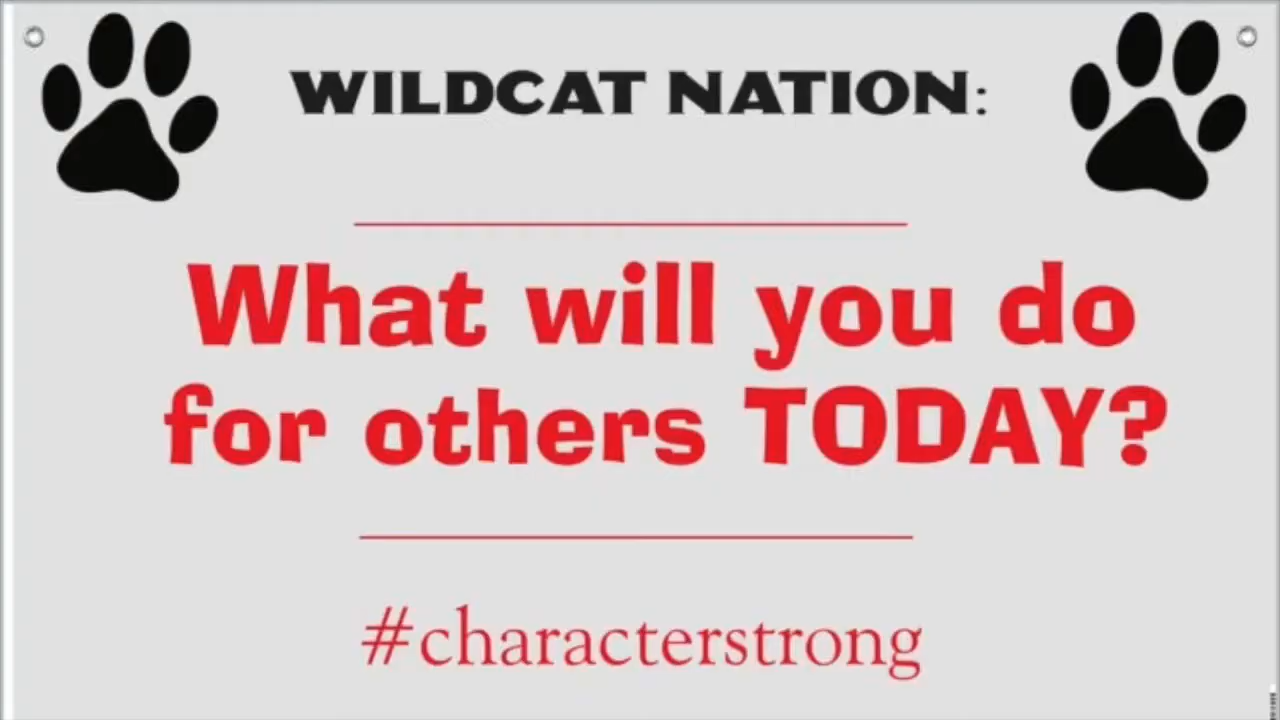 WILDCAT NATION:
What will you do
for others TODAY?
#characterstrong